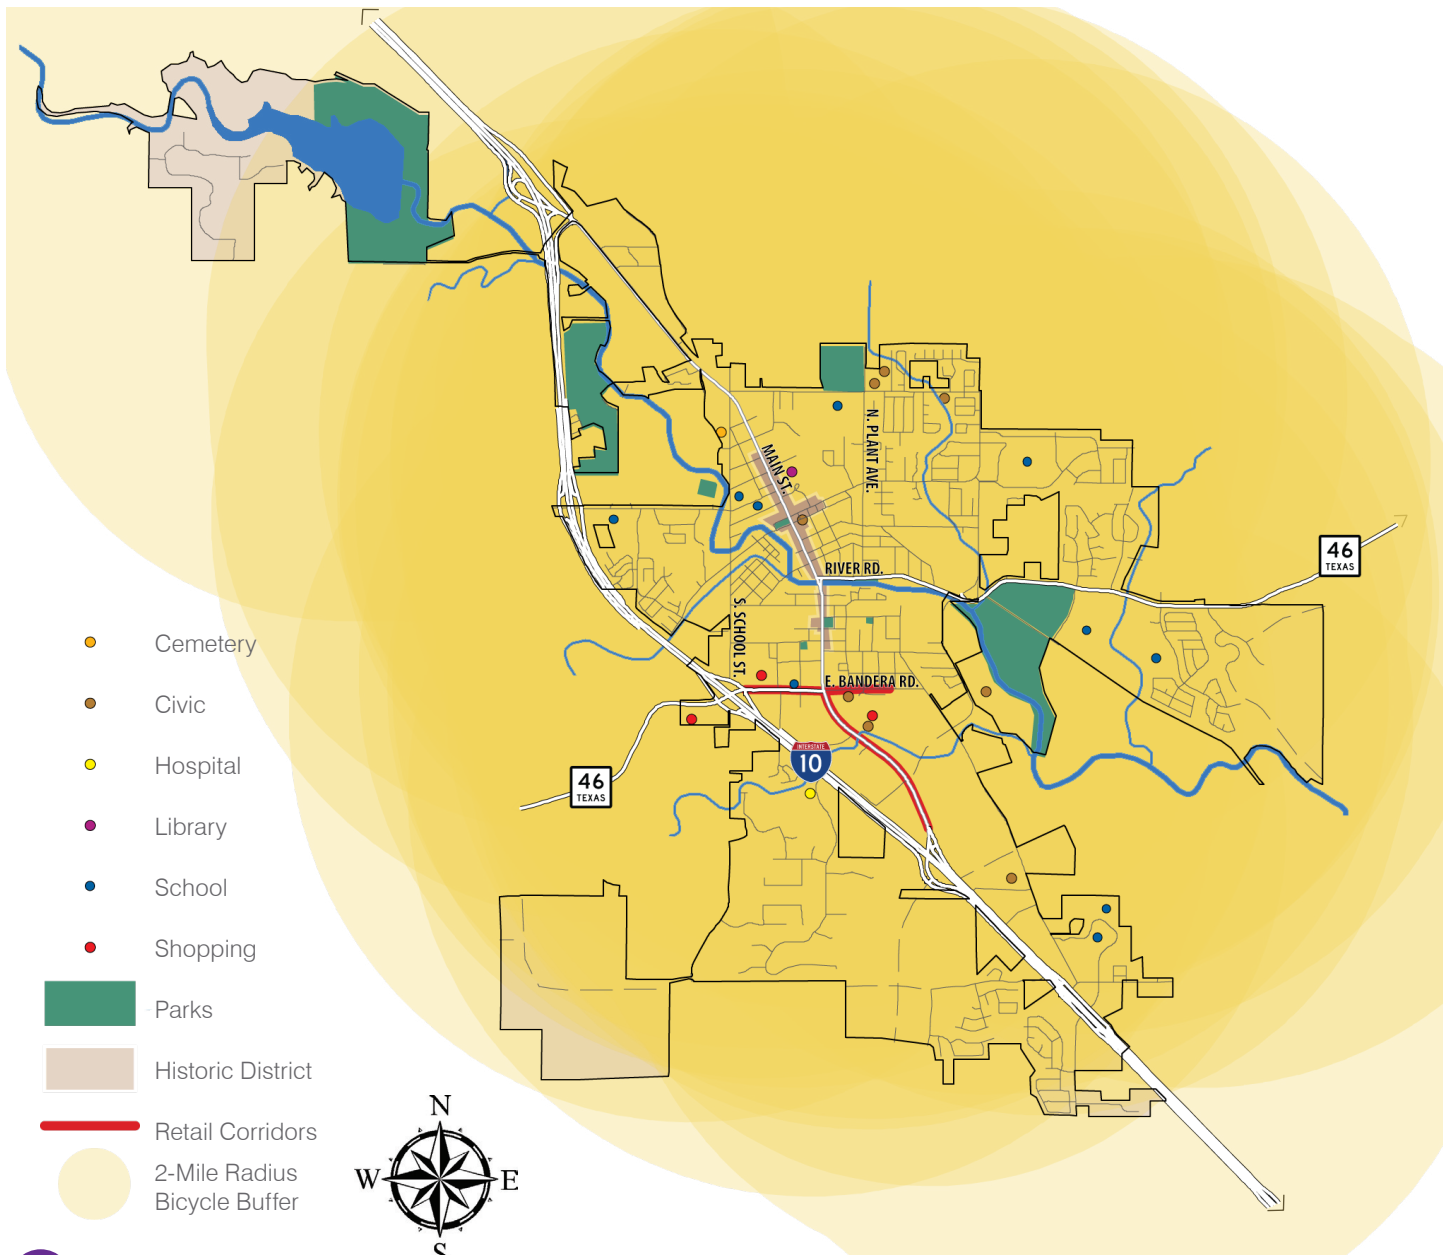 N. PLANT AVE.
MAIN ST.
46
TEXAS
RIVER RD.
S. SCHOOL ST.
E. BANDERA RD.
INTERSTATE
10
46
TEXAS
Cemetery
Civic
Hospital
Library
School
Shopping
Parks
Historic District
Retail Corridors
2-Mile Radius
Bicycle Buffer
N
W
E
S